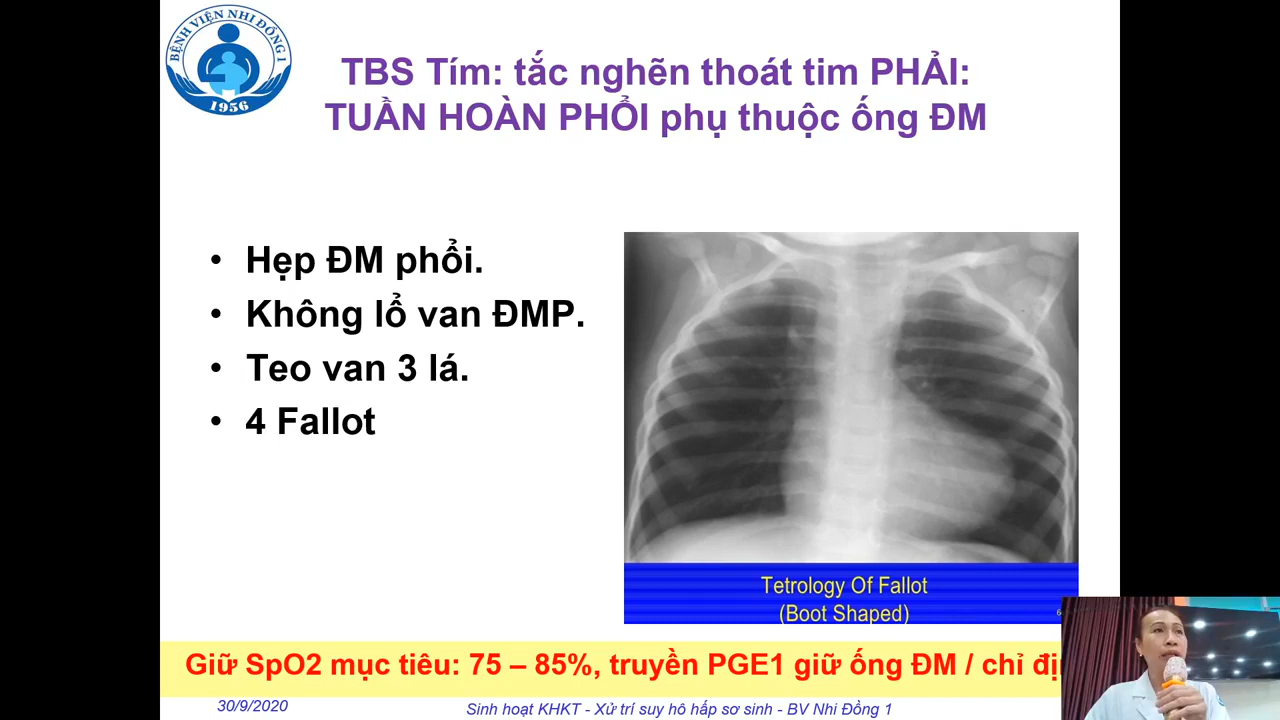 BỆNH VIỆN NHI ĐỒNG 1
1956
TBS Tím: tắc nghẽn thoát tim PHẢI:
TUẦN HOÀN PHỔI phụ thuộc ống ĐM
• Hẹp ĐM phổi.
• Không lổ van ĐMP.
• Teo van 3 lá.
• 4 Fallot
Tetrology Of Fallot
(Boot Shaped)
Giữ SpO2 mục tiêu: 75 – 85%, truyền PGE1 giữ ống ĐM / chỉ
30/9/2020
Sinh hoạt KHKT - Xử trí suy hô hấp sơ sinh - BV Nhi Đồng 1